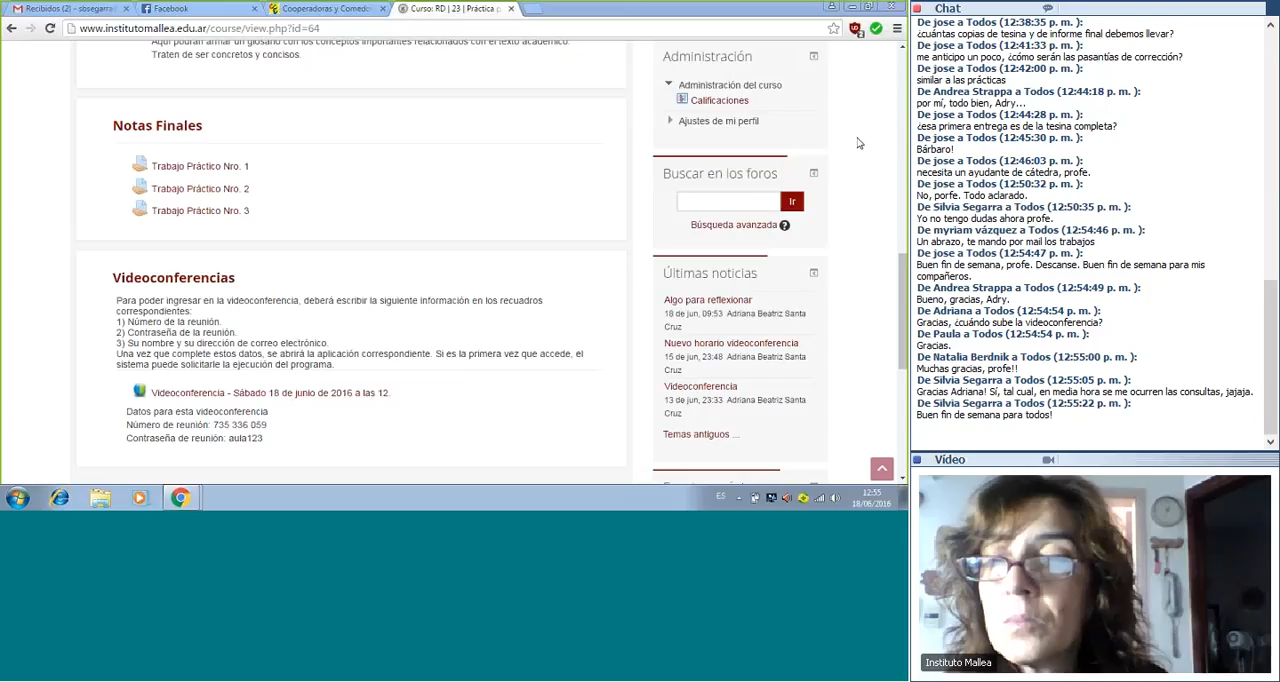 Recibidos (2) - sbsegarra
Facebook
Cooperadoras y Comed
Curso: RD | 23 | Práctica p
www.institutomallea.edu.ar/course/view.php?id=64
Aquí podrán armar un glosario con los conceptos importantes relacionados con el texto académico.
Traten de ser concretos y concisos.
Notas Finales
Trabajo Práctico Nro. 1
Trabajo Práctico Nro. 2
Trabajo Práctico Nro. 3
Videoconferencias
Para poder ingresar en la videoconferencia, deberá escribir la siguiente información en los recuadros
correspondientes:
1) Número de la reunión.
2) Contraseña de la reunión.
3) Su nombre y su dirección de correo electrónico.
Una vez que complete estos datos, se abrirá la aplicación correspondiente. Si es la primera vez que accede, el
sistema puede solicitarle la ejecución del programa.
Videoconferencia - Sábado 18 de junio de 2016 a las 12.
Datos para esta videoconferencia
Número de reunión: 735 336 059
Contraseña de reunión: aula123
Administración
Administración del curso
Calificaciones
Ajustes de mi perfil
Buscar en los foros
Ir
Búsqueda avanzada
Últimas noticias
Algo para reflexionar
18 de jun, 09:53 Adriana Beatriz Santa
Cruz
Nuevo horario videoconferencia
15 de jun, 23:48 Adriana Beatriz Santa
Cruz
Videoconferencia
13 de jun, 23:33 Adriana Beatriz Santa
Cruz
Temas antiguos ...
ES
12:55
18/06/2016
Chat
De jose a Todos (12:38:35 p. m. ):
¿cuántas copias de tesina y de informe final debemos llevar?
De jose a Todos (12:41:33 p. m. ):
me anticipo un poco, ¿cómo serán las pasantías de corrección?
De jose a Todos (12:42:00 p. m. ):
similar a las prácticas
De Andrea Strappa a Todos (12:44:18 p. m. ):
por mí, todo bien, Adry...
De jose a Todos (12:44:28 p. m. ):
¿esa primera entrega es de la tesina completa?
De jose a Todos (12:45:30 p. m. ):
Bárbaro!
De jose a Todos (12:46:03 p. m. ):
necesita un ayudante de cátedra, profe.
De jose a Todos (12:50:32 p. m. ):
No, porfe. Todo aclarado.
De Silvia Segarra a Todos (12:50:35 p. m. ):
Yo no tengo dudas ahora profe.
De myriam vázquez a Todos (12:54:46 p. m. ):
Un abrazo, te mando por mail los trabajos
De jose a Todos (12:54:47 p. m. ):
Buen fin de semana, profe. Descanse. Buen fin de semana para mis
compañeros.
De Andrea Strappa a Todos (12:54:49 p. m. ):
Bueno, gracias, Adry.
De Adriana a Todos (12:54:54 p. m. ):
Gracias, ¿cuándo sube la videoconferencia?
De Paula a Todos (12:54:54 p. m. ):
Gracias.
De Natalia Berdnik a Todos (12:55:00 p. m. ):
Muchas gracias, profe!!
De Silvia Segarra a Todos (12:55:05 p. m. ):
Gracias Adriana! Sí, tal cual, en media hora se me ocurren las consultas, jajaja.
De Silvia Segarra a Todos (12:55:22 p. m. ):
Buen fin de semana para todos!
Vídeo
Instituto Mallea